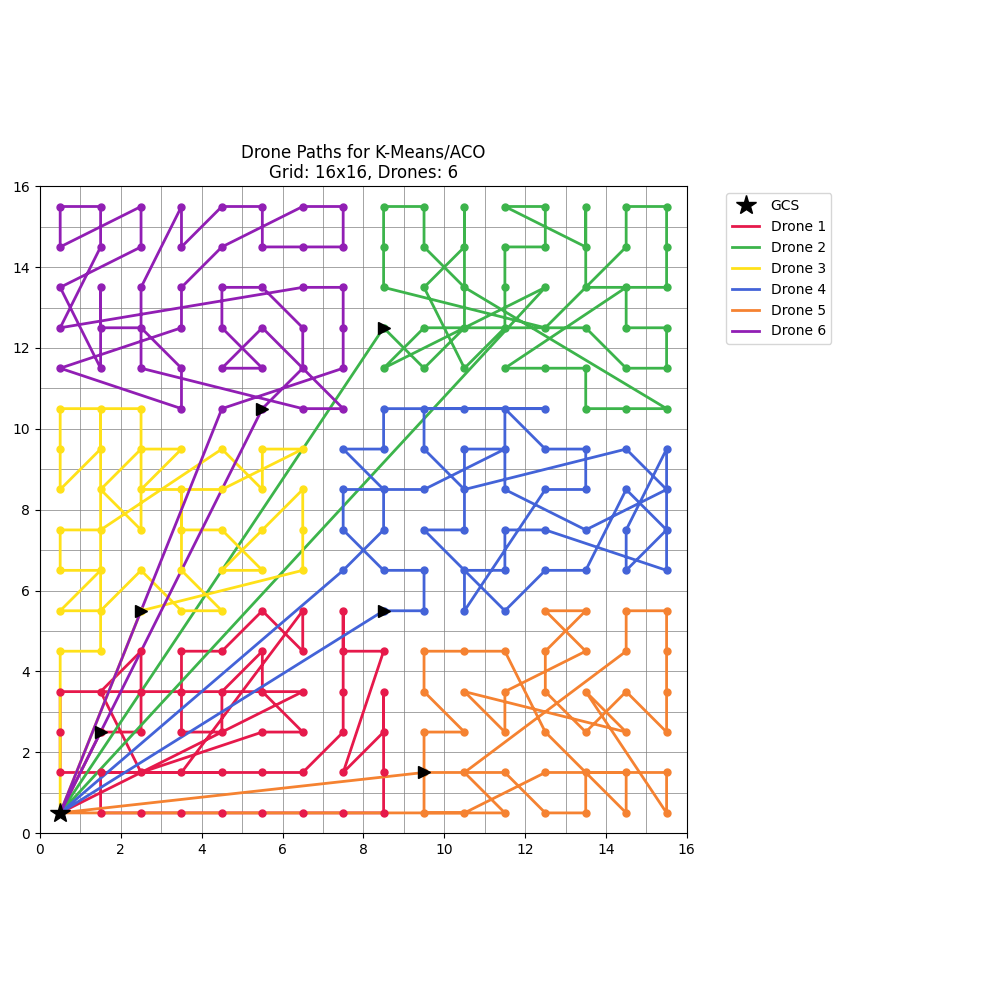 Drone Paths for K-Means/ACO
Grid: 16x16, Drones: 6
GCS
Drone 1
Drone 2
Drone 3
Drone 4
Drone 5
Drone 6
16
14
12
10
8
6
4
2
0
0 2 4 6 8 10 12 14 16